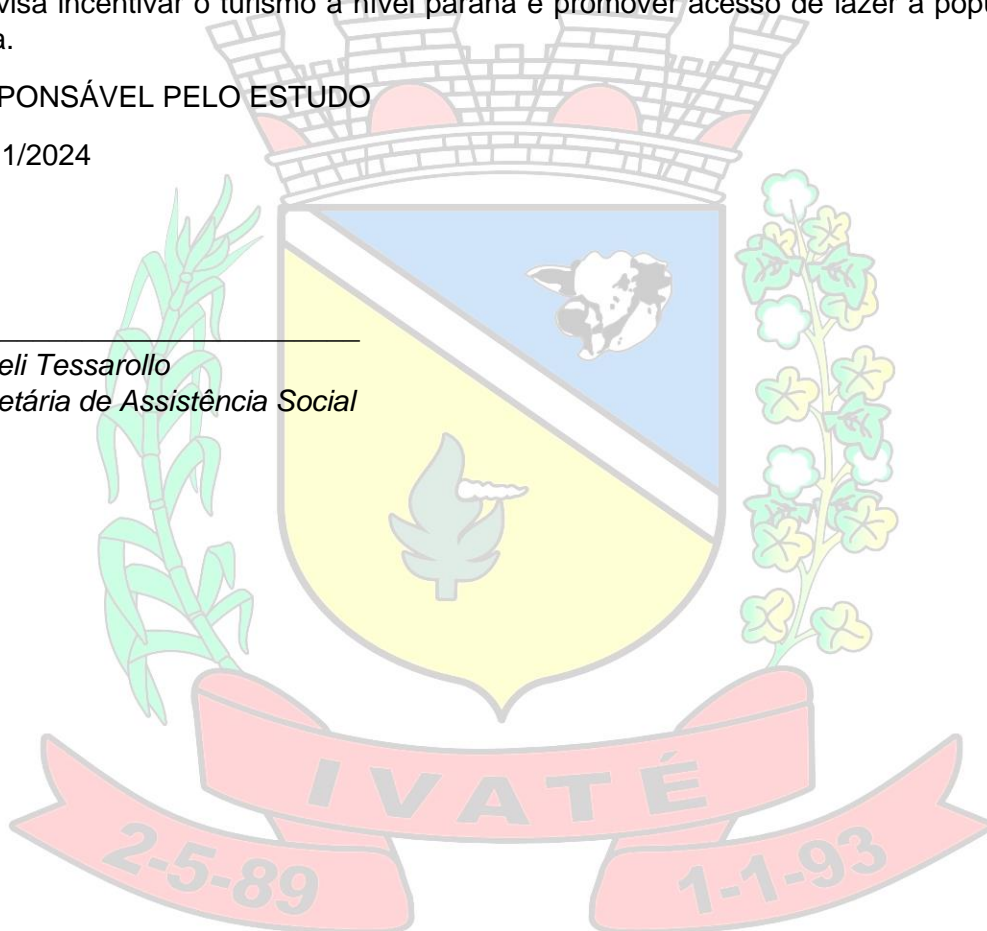 visa incentivar o turismo a nível paraná e promover acesso de lazer a popu
a.
PONSÁVEL PELO ESTUDO
1/2024
eli Tessarollo
etária de Assistência Social
IVATÉ
2-5-89
1-1-93